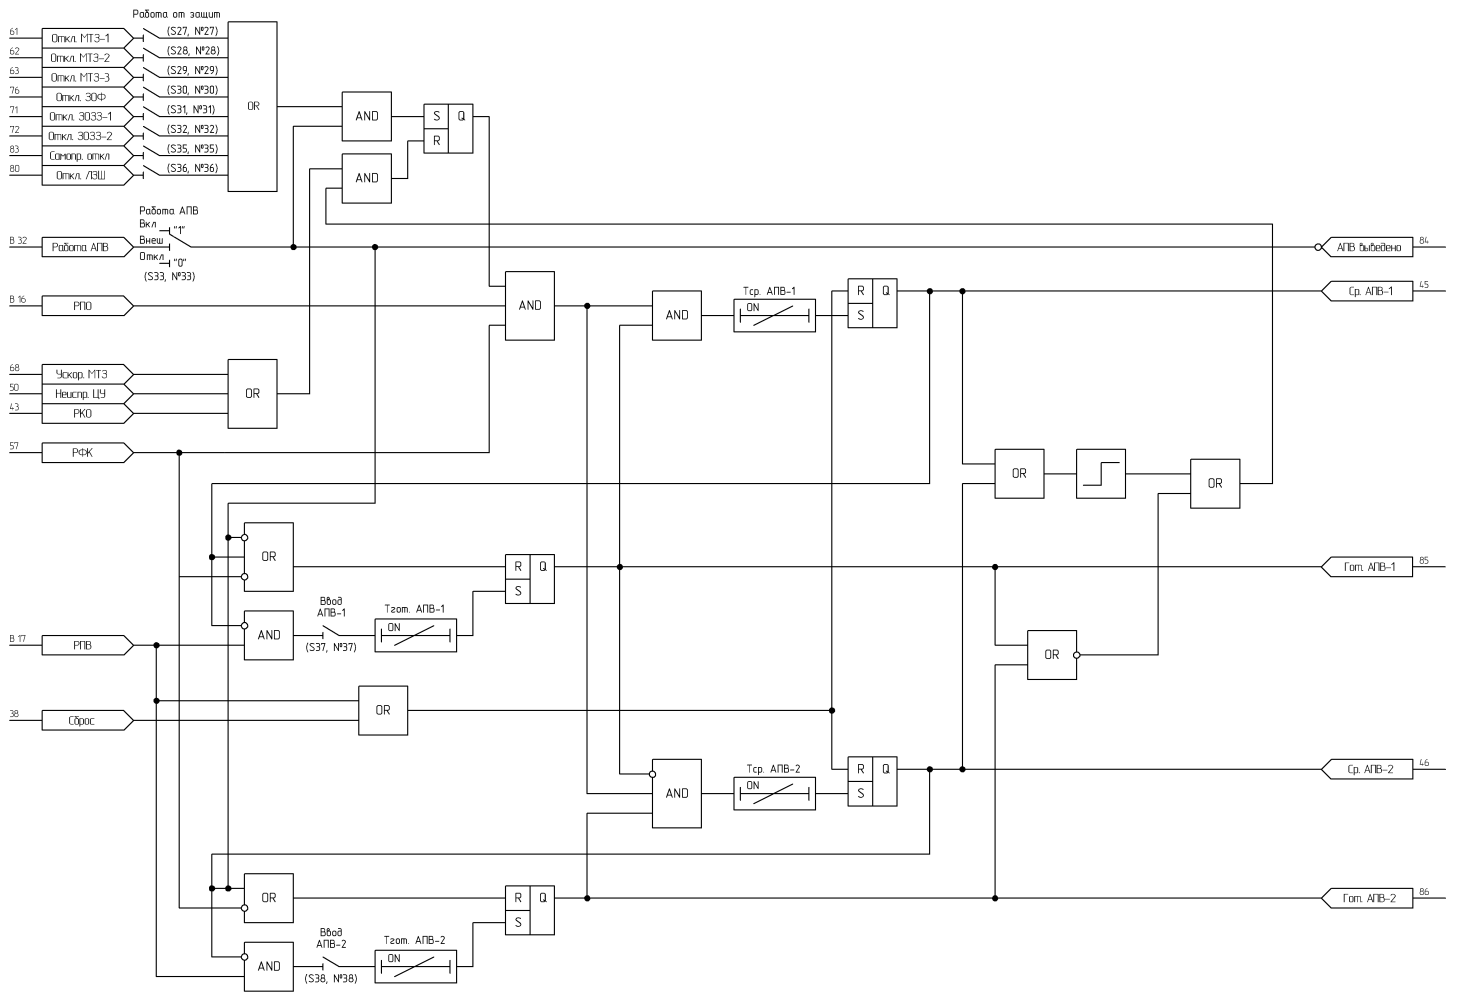 Работа от защит
61 Откл. МТЗ-1 (S27, №27)
62 Откл. МТЗ-2 (S28, №28)
63 Откл. МТЗ-3 (S29, №29)
76 Откл. ЗОФ (S30, №30)
71 Откл. ЗОЗЗ-1 (S31, №31)
72 Откл. ЗОЗЗ-2 (S32, №32)
83 Самопр. откл (S35, №35)
80 Откл. ЛЗШ (S36, №36)
OR
AND
S Q
R
AND
Работа АПВ
Вкл "1"
B 32 Работа АПВ Внеш
Откл "0"
(S33, №33)
АПВ выведено 84
B 16 РПО
AND
AND
Тср. АПВ-1
ON
R Q
S
Ср. АПВ-1 45
68 Ускор. МТЗ
50 Неиспр. ЦУ
43 РКО
OR
57 РФК
OR
OR
OR
R Q
S
Гот. АПВ-1 85
Ввод
АПВ-1
(S37, №37)
AND
Тгот. АПВ-1
ON
B 17 РПВ
OR
38 Сброс
OR
AND
Тср. АПВ-2
ON
R Q
S
Ср. АПВ-2 46
OR
R Q
S
Гот. АПВ-2 86
Ввод
АПВ-2
(S38, №38)
AND
Тгот. АПВ-2
ON